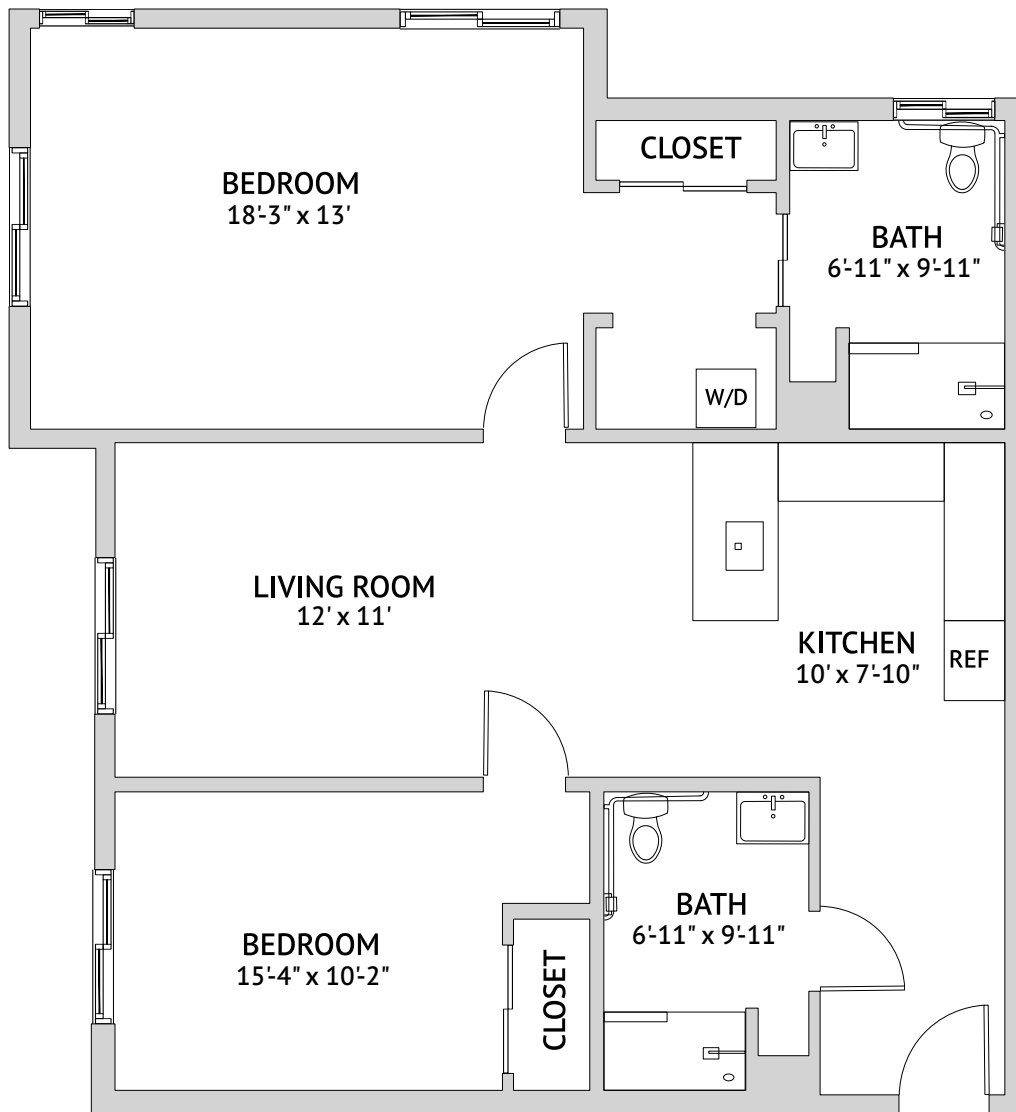 BEDROOM
18'-3" x 13'
CLOSET
BATH
6'-11" x 9'-11"
W/D
LIVING ROOM
12' x 11'
KITCHEN
10' x 7'-10"
REF
BEDROOM
15'-4" x 10'-2"
CLOSET
BATH
6'-11" x 9'-11"